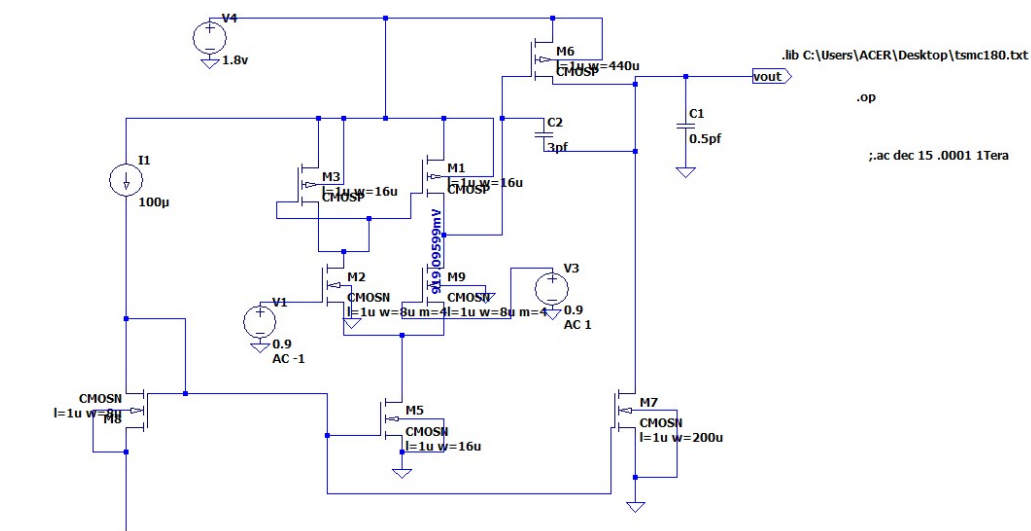 V4
1.8v
M6
l=1u w=440u
CMOSP
.lib C:\Users\ACER\Desktop\tsmc180.txt
vout
.op
C1
0.5pf
C2
3pf
;.ac dec 15 .0001 1Tera
I1
100µ
M3
l=1u w=16u
CMOSP
M1
l=1u w=16u
CMOSP
919.09599mV
M2
CMOSN
l=1u w=8u m=4
M9
CMOSN
l=1u w=8u m=4
V3
0.9
AC 1
V1
0.9
AC -1
CMOSN
l=1u w=8u
M8
M5
CMOSN
l=1u w=16u
M7
CMOSN
l=1u w=200u